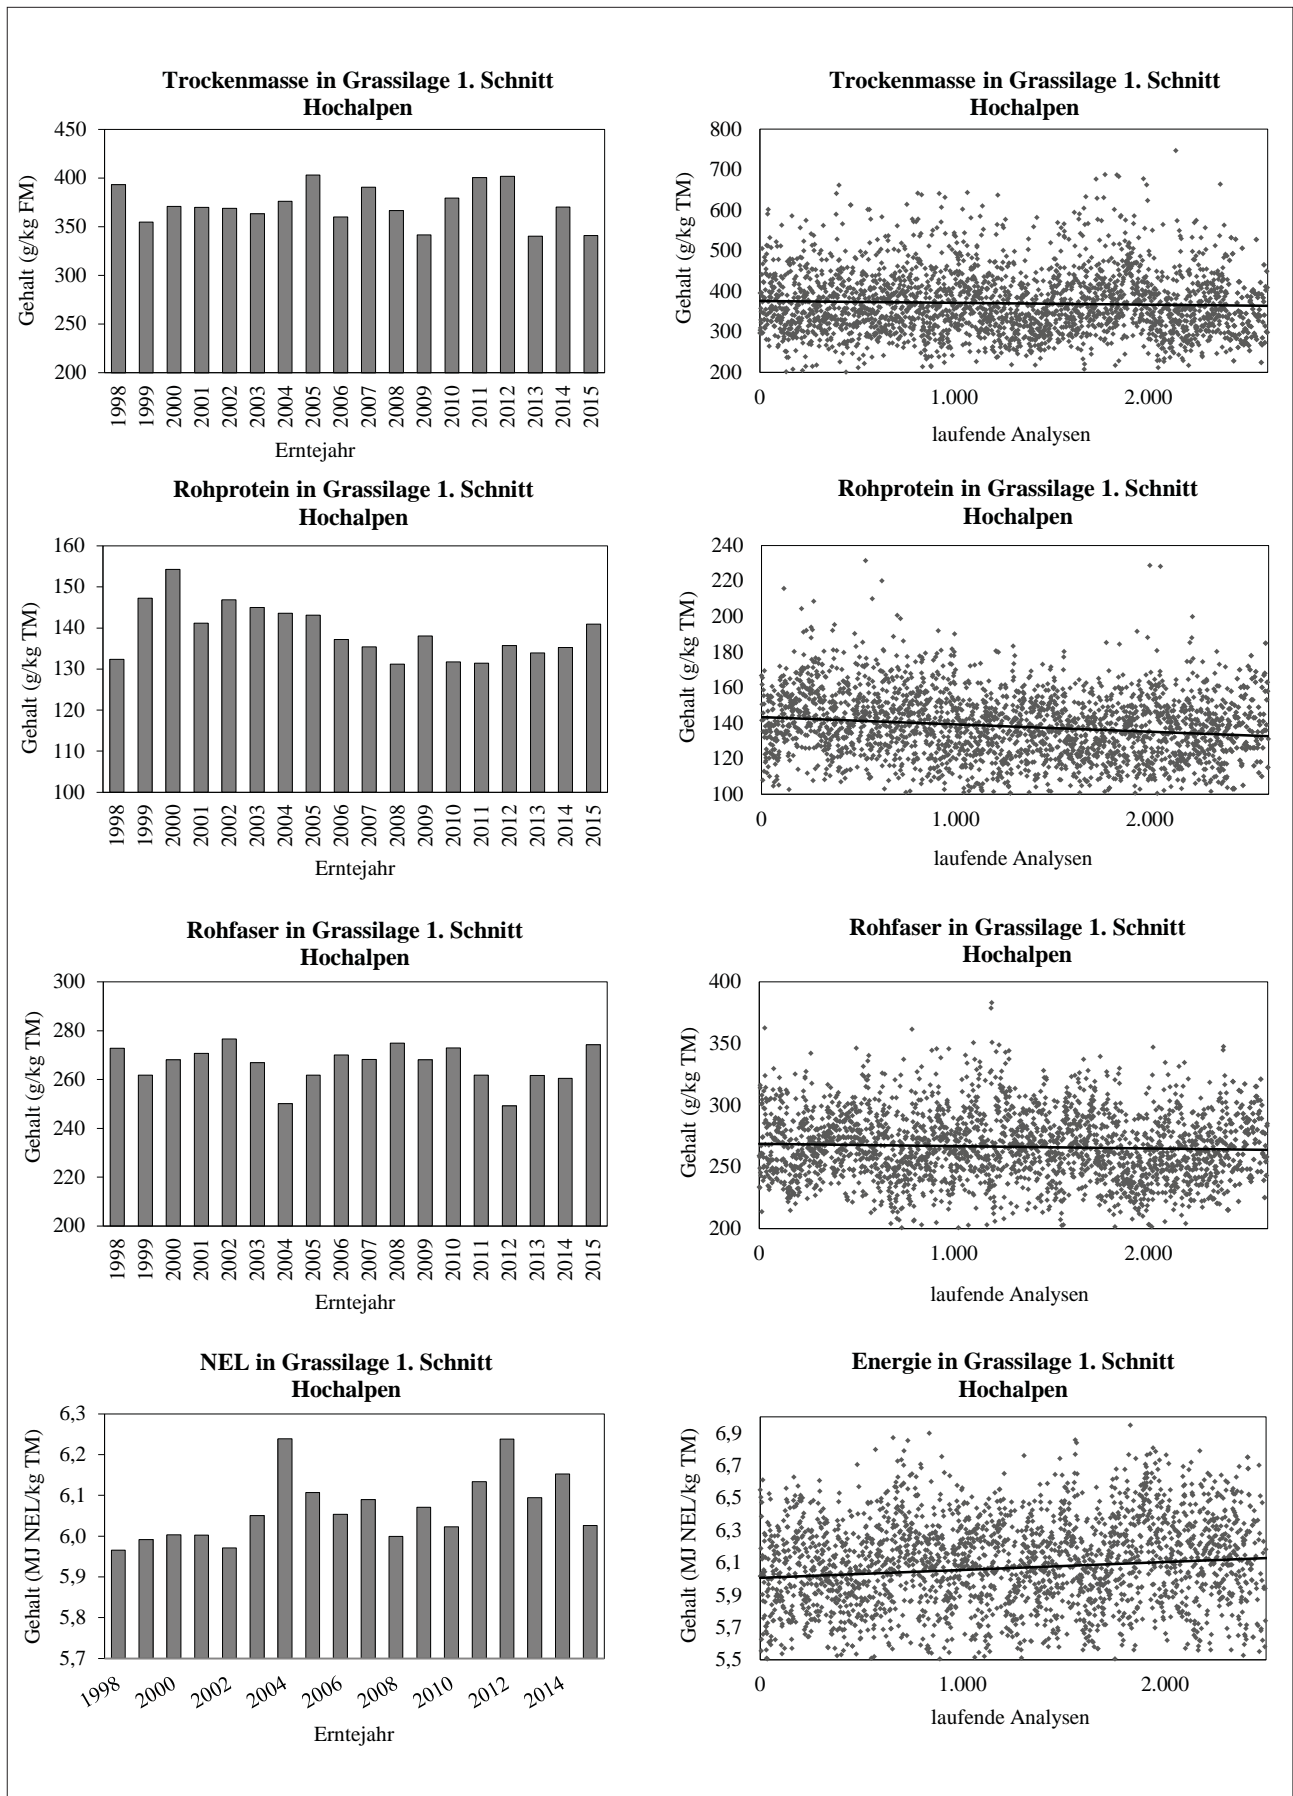 Trockenmasse in Grassilage 1. Schnitt
Hochalpen
Gehalt (g/kg FM)
450
400
350
300
250
200
1998 1999 2000 2001 2002 2003 2004 2005 2006 2007 2008 2009 2010 2011 2012 2013 2014 2015
Erntejahr
Trockenmasse in Grassilage 1. Schnitt
Hochalpen
Gehalt (g/kg TM)
800
700
600
500
400
300
200
0 1.000 2.000
laufende Analysen
Rohprotein in Grassilage 1. Schnitt
Hochalpen
Gehalt (g/kg TM)
160
150
140
130
120
110
100
1998 1999 2000 2001 2002 2003 2004 2005 2006 2007 2008 2009 2010 2011 2012 2013 2014 2015
Erntejahr
Rohprotein in Grassilage 1. Schnitt
Hochalpen
Gehalt (g/kg TM)
240
220
200
180
160
140
120
100
0 1.000 2.000
laufende Analysen
Rohfaser in Grassilage 1. Schnitt
Hochalpen
Gehalt (g/kg TM)
300
280
260
240
220
200
1998 1999 2000 2001 2002 2003 2004 2005 2006 2007 2008 2009 2010 2011 2012 2013 2014 2015
Erntejahr
Rohfaser in Grassilage 1. Schnitt
Hochalpen
Gehalt (g/kg TM)
400
350
300
250
200
0 1.000 2.000
laufende Analysen
NEL in Grassilage 1. Schnitt
Hochalpen
Gehalt (MJ NEL/kg TM)
6,3
6,2
6,1
6,0
5,9
5,8
5,7
1998 2000 2002 2004 2006 2008 2010 2012 2014
Erntejahr
Energie in Grassilage 1. Schnitt
Hochalpen
Gehalt (MJ NEL/kg TM)
6,9
6,7
6,5
6,3
6,1
5,9
5,7
5,5
0 1.000 2.000
laufende Analysen